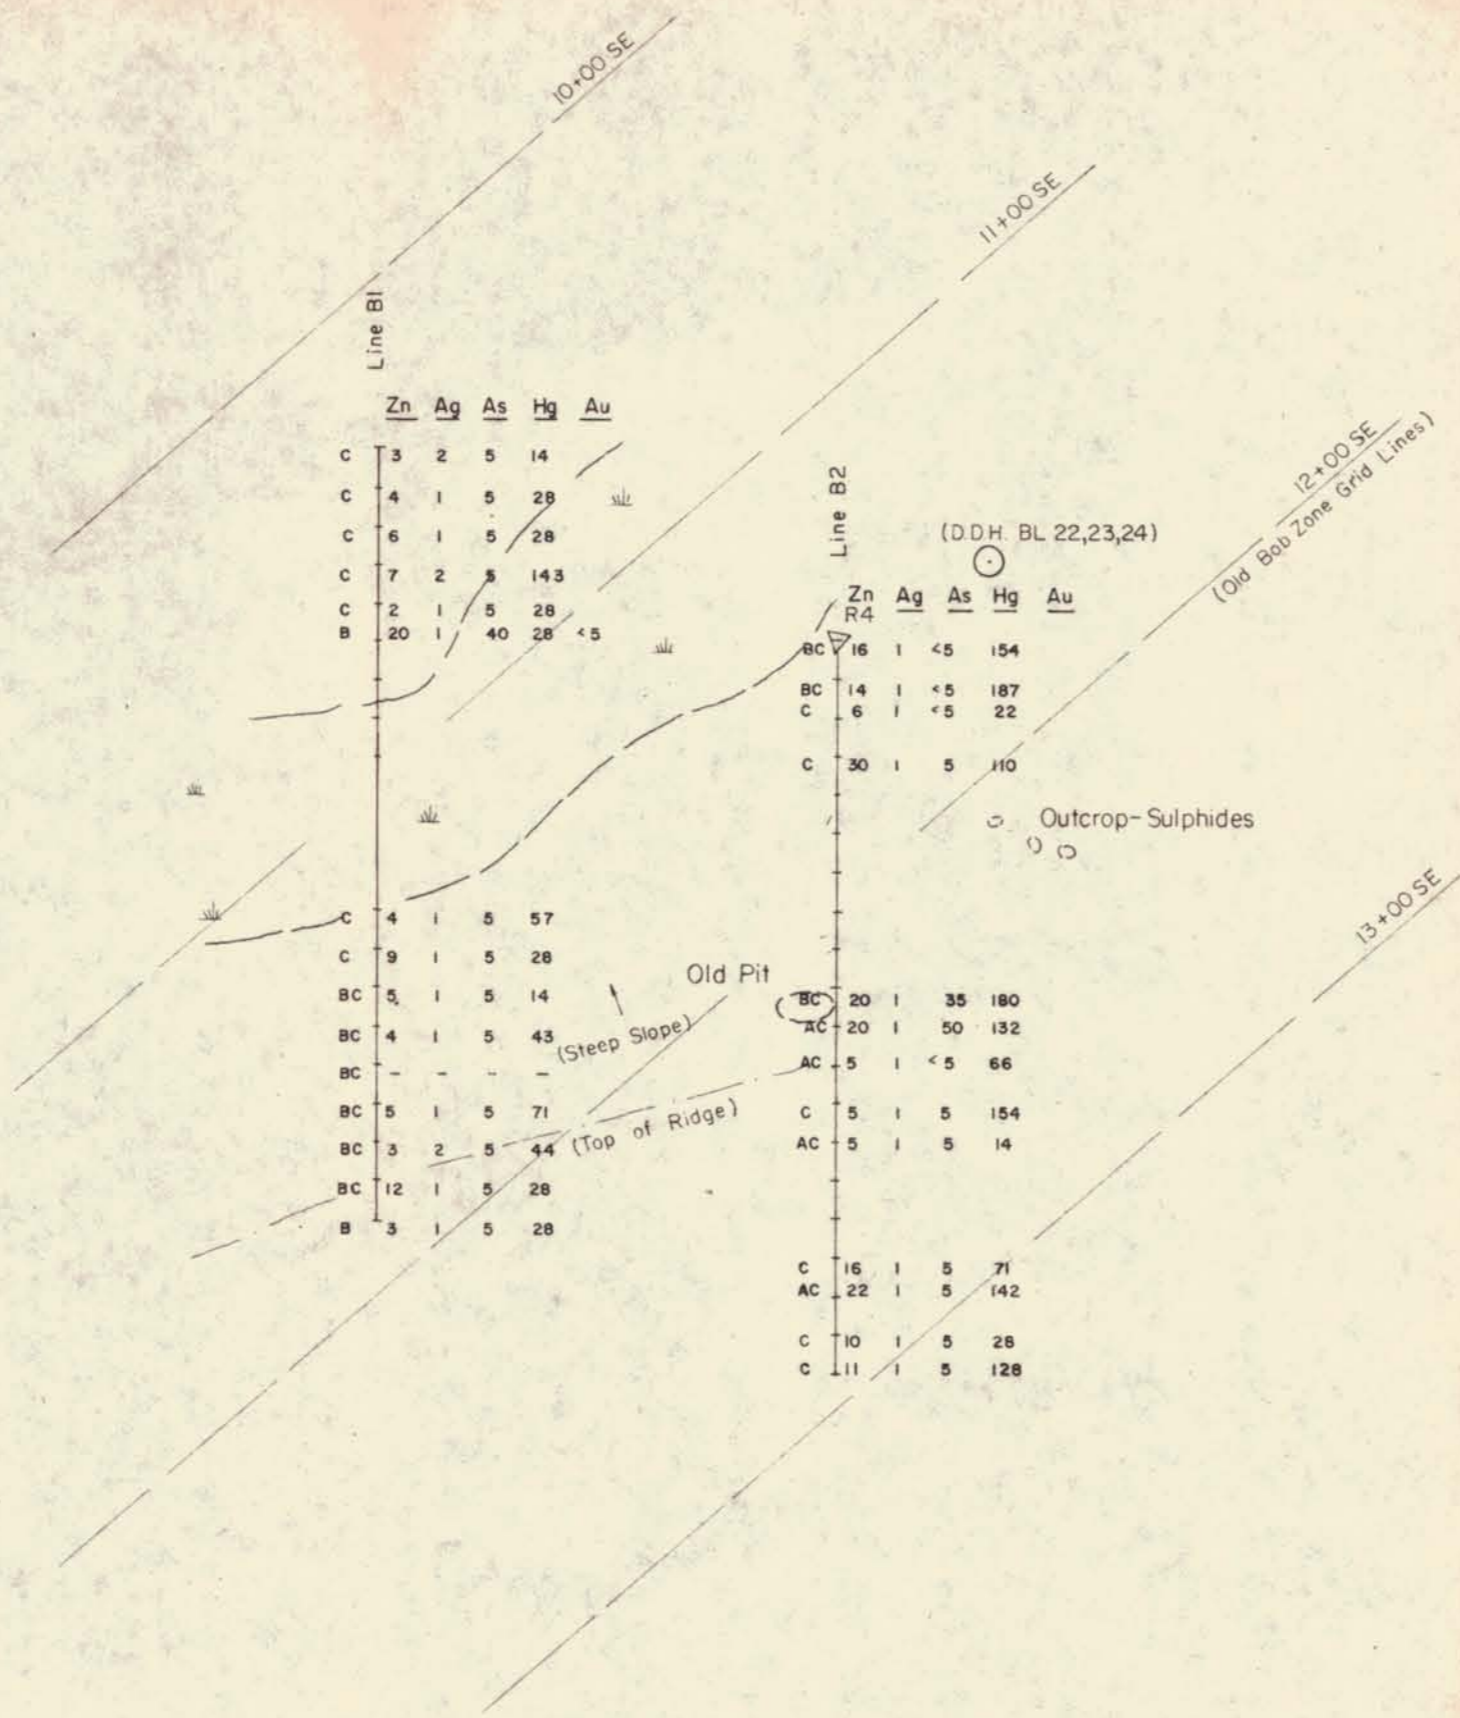 10+00 SE
11+00 SE
12+00 SE
(Old Bob Zone Grid Lines)
13+00 SE
Line B1
Zn Ag As Hg Au
C 3 2 5 14
C 4 1 5 28
C 6 1 5 28
C 7 2 5 143
C 2 1 5 28
B 20 1 40 28 <5
C 4 1 5 57
C 9 1 5 28
BC 5 1 5 14
BC 4 1 5 43
BC - - - -
BC 5 1 5 71
BC 3 2 5 44
BC 12 1 5 28
B 3 1 5 28
(Steep Slope)
(Top of Ridge)
Old Pit
Line B2
(D.D.H. BL 22,23,24)
Zn Ag As Hg Au
R4
BC 16 1 <5 154
BC 14 1 <5 187
C 6 1 <5 22
C 30 1 5 110
Outcrop-Sulphides
BC 20 1 35 180
AC 20 1 50 132
AC 5 1 <5 66
C 5 1 5 154
AC 5 1 5 14
C 16 1 5 71
AC 22 1 5 142
C 10 1 5 28
C 11 1 5 128